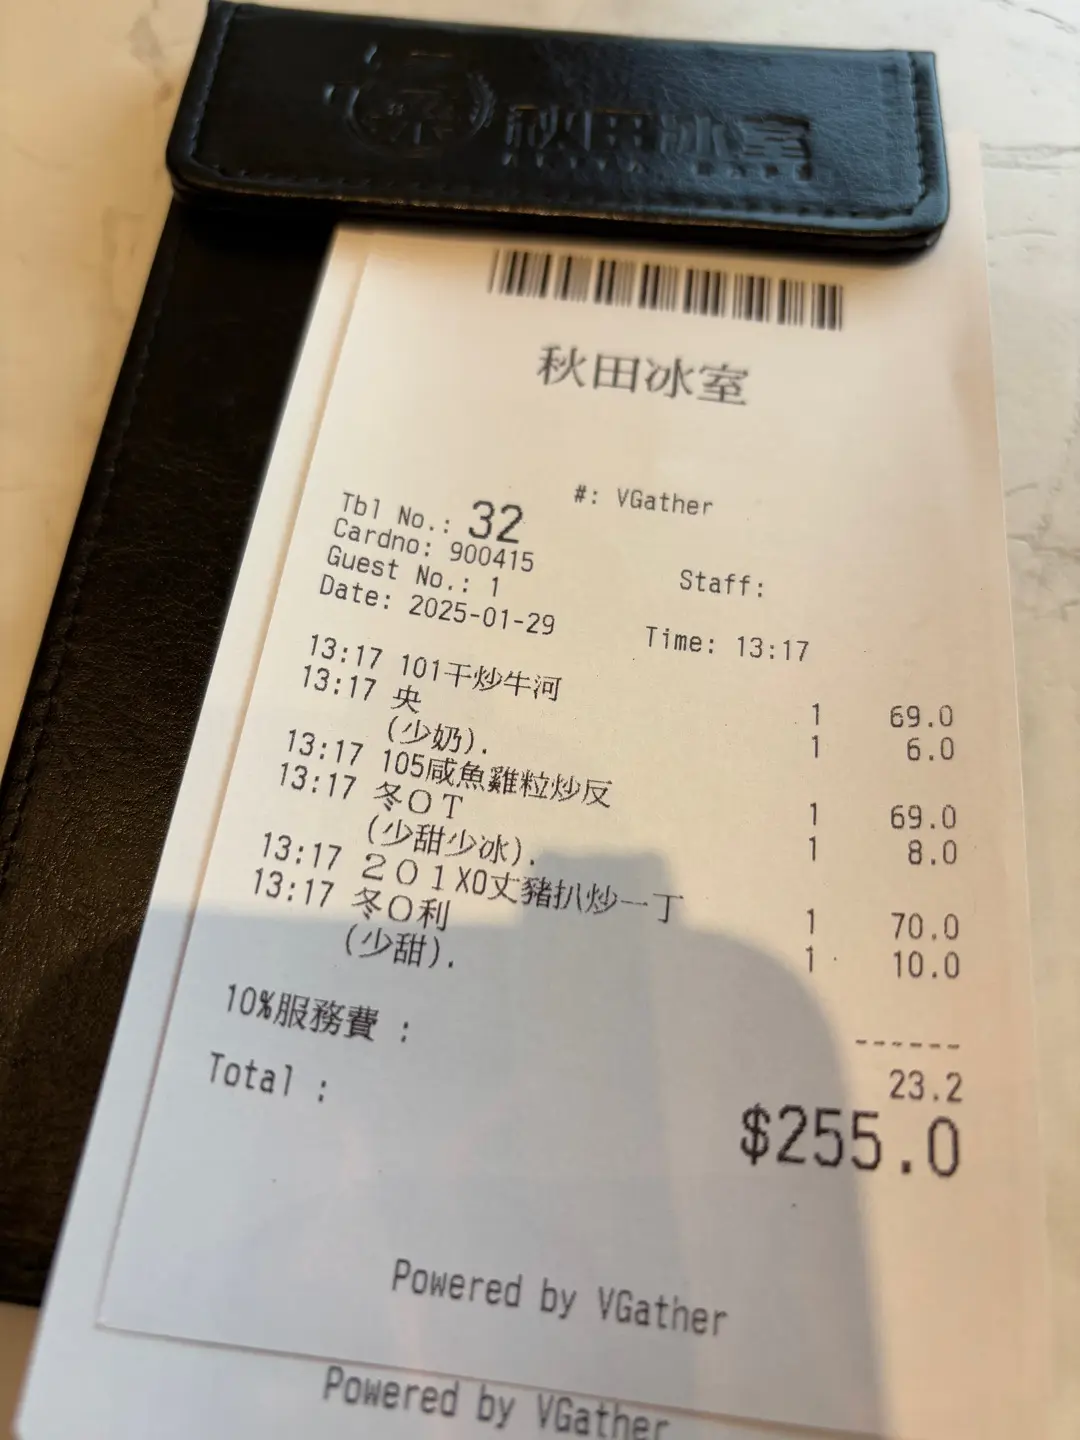 秋田冰室
秋田冰室
#: VGather
Tbl No.: 32
Cardno: 900415
Staff:
Guest No.: 1
Date: 2025-01-29 Time: 13:17
13:17 101干炒牛河 1 69.0
13:17 央 1 6.0
(少奶).
13:17 105咸魚雞粒炒反 1 69.0
13:17 冬OT 1 8.0
(少甜少冰).
13:17 201XO丈豬扒炒一丁 1 70.0
13:17 冬O利 1 10.0
(少甜).
------
10%服務費 : 23.2
Total : $255.0
Powered by VGather
Powered by VGather